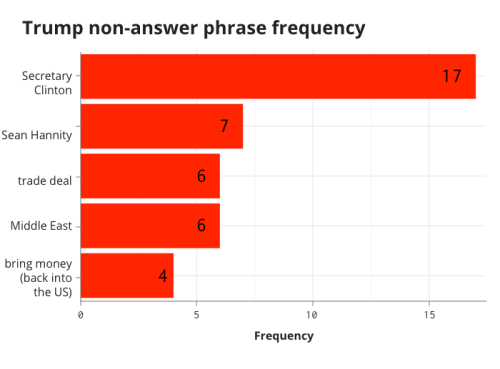 Trump non-answer phrase frequency
Secretary
Clinton
17
Sean Hannity
7
trade deal
6
Middle East
6
bring money
(back into
the US)
4
0 5 10 15
Frequency